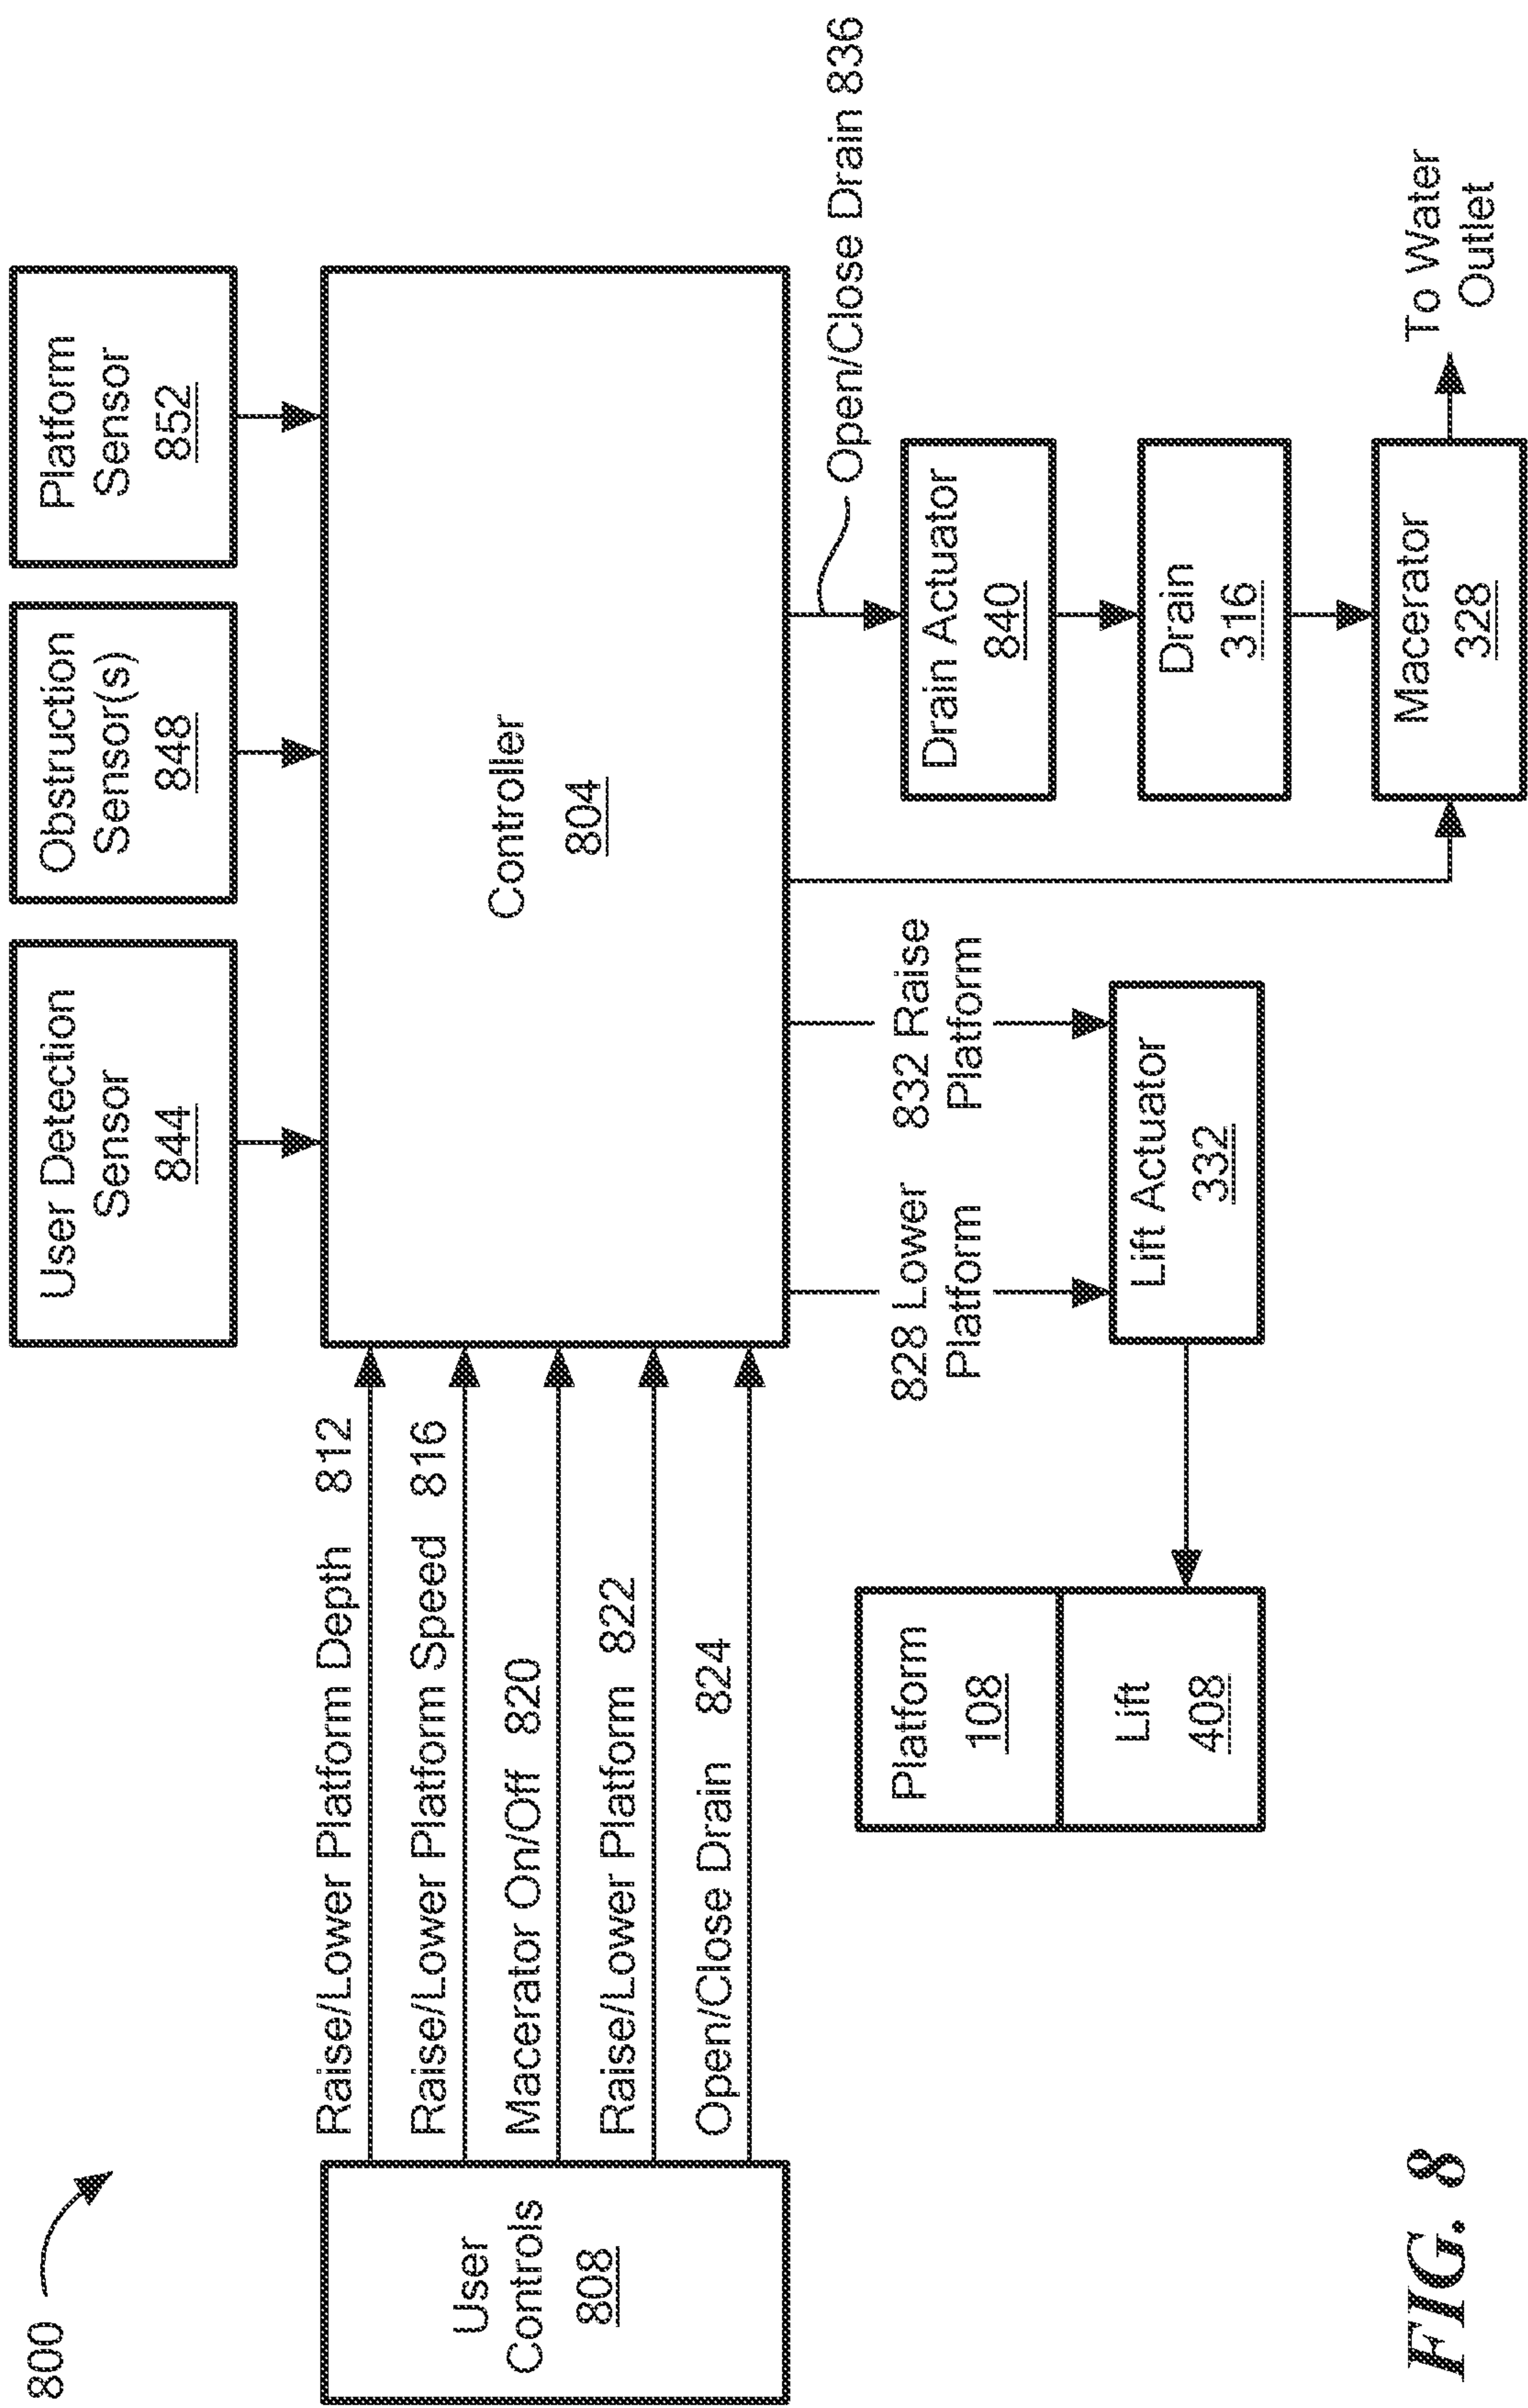 800
User Detection
Sensor
844
Obstruction
Sensor(s)
848
Platform
Sensor
852
User
Controls
808
Raise/Lower Platform Depth 812
Raise/Lower Platform Speed 816
Macerator On/Off 820
Raise/Lower Platform 822
Open/Close Drain 824
Controller
804
828 Lower
Platform
832 Raise
Platform
Open/Close Drain 836
Platform
108
Lift
408
Lift Actuator
332
Drain Actuator
840
Drain
316
Macerator
328
To Water
Outlet
FIG. 8